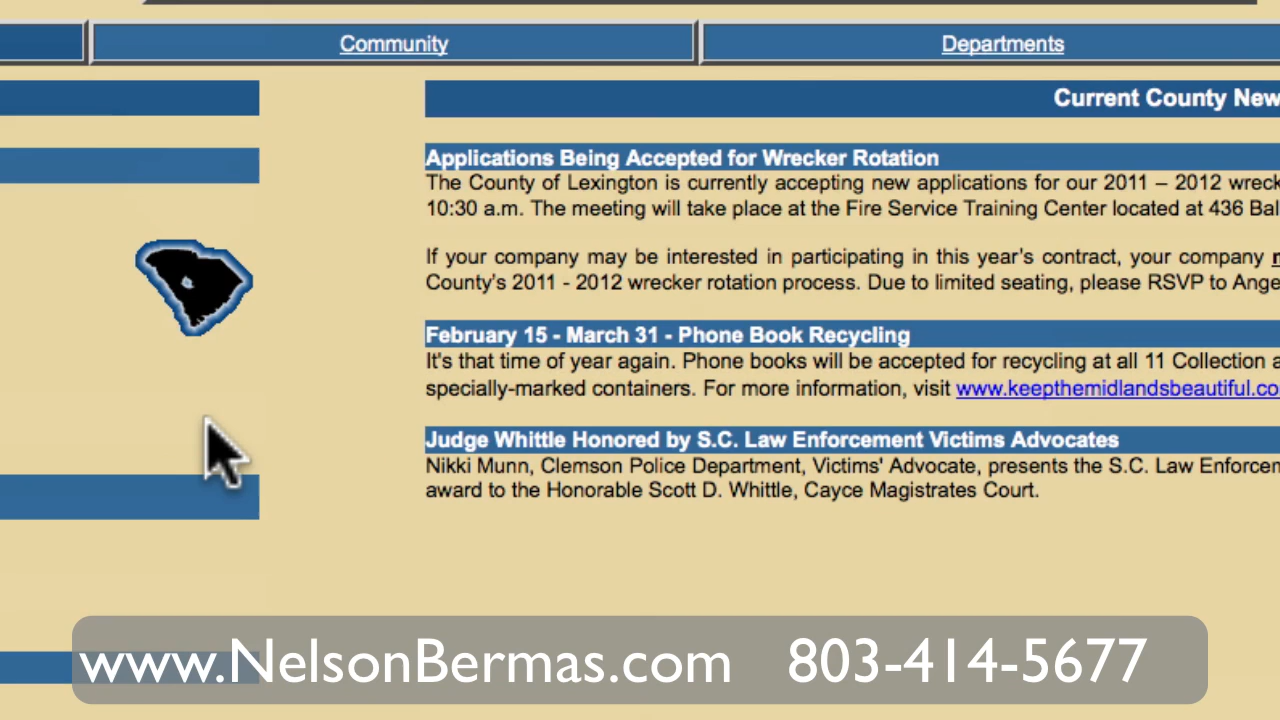 Community
Departments
Current County
Applications Being Accepted for Wrecker Rotation
The County of Lexington is currently accepting new applications for our 2011 – 2012
10:30 a.m. The meeting will take place at the Fire Service Training Center located at 436
If your company may be interested in participating in this year's contract, your company
County's 2011 - 2012 wrecker rotation process. Due to limited seating, please RSVP to
February 15 - March 31 - Phone Book Recycling
It's that time of year again. Phone books will be accepted for recycling at all 11 Collection
specially-marked containers. For more information, visit www.keepthemidlandsbeautiful.co
Judge Whittle Honored by S.C. Law Enforcement Victims Advocates
Nikki Munn, Clemson Police Department, Victims' Advocate, presents the S.C. Law
award to the Honorable Scott D. Whittle, Cayce Magistrates Court.
www.NelsonBermas.com 803-414-5677